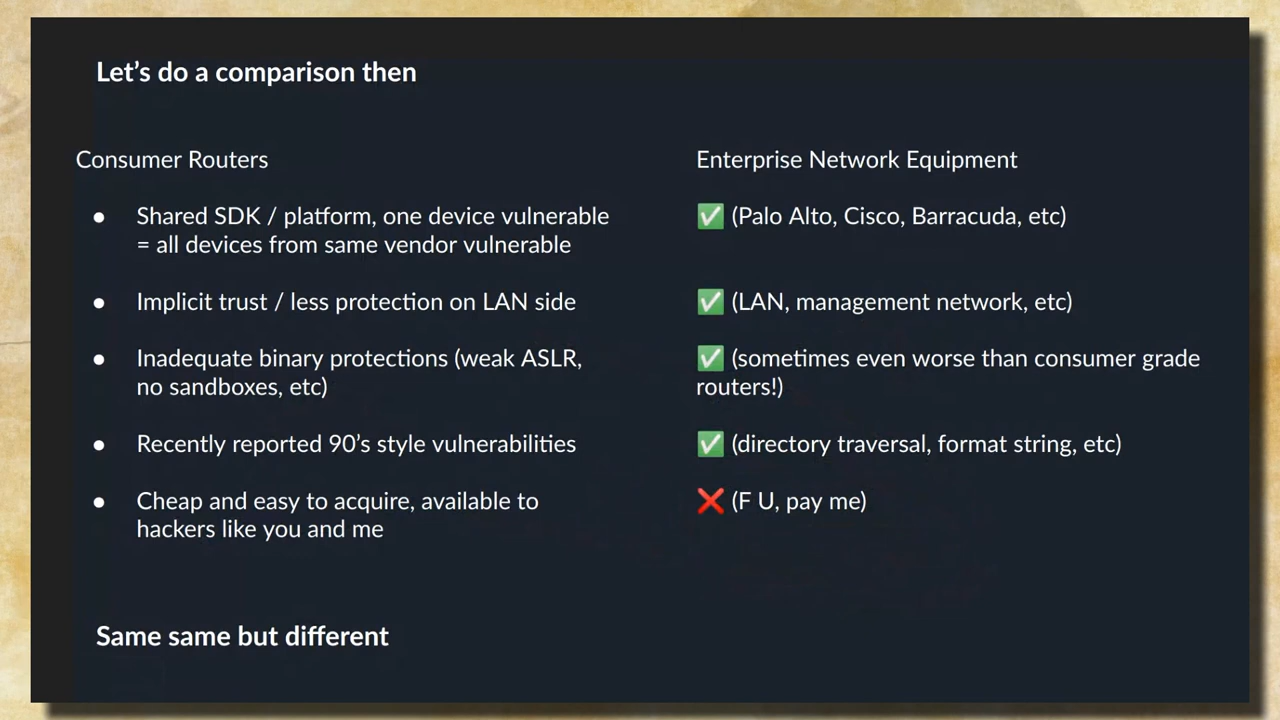 Let's do a comparison then
Consumer Routers
● Shared SDK / platform, one device vulnerable
= all devices from same vendor vulnerable
● Implicit trust / less protection on LAN side
● Inadequate binary protections (weak ASLR,
no sandboxes, etc)
● Recently reported 90's style vulnerabilities
● Cheap and easy to acquire, available to
hackers like you and me
Enterprise Network Equipment
✅ (Palo Alto, Cisco, Barracuda, etc)
✅ (LAN, management network, etc)
✅ (sometimes even worse than consumer grade
routers!)
✅ (directory traversal, format string, etc)
❌ (F U, pay me)
Same same but different